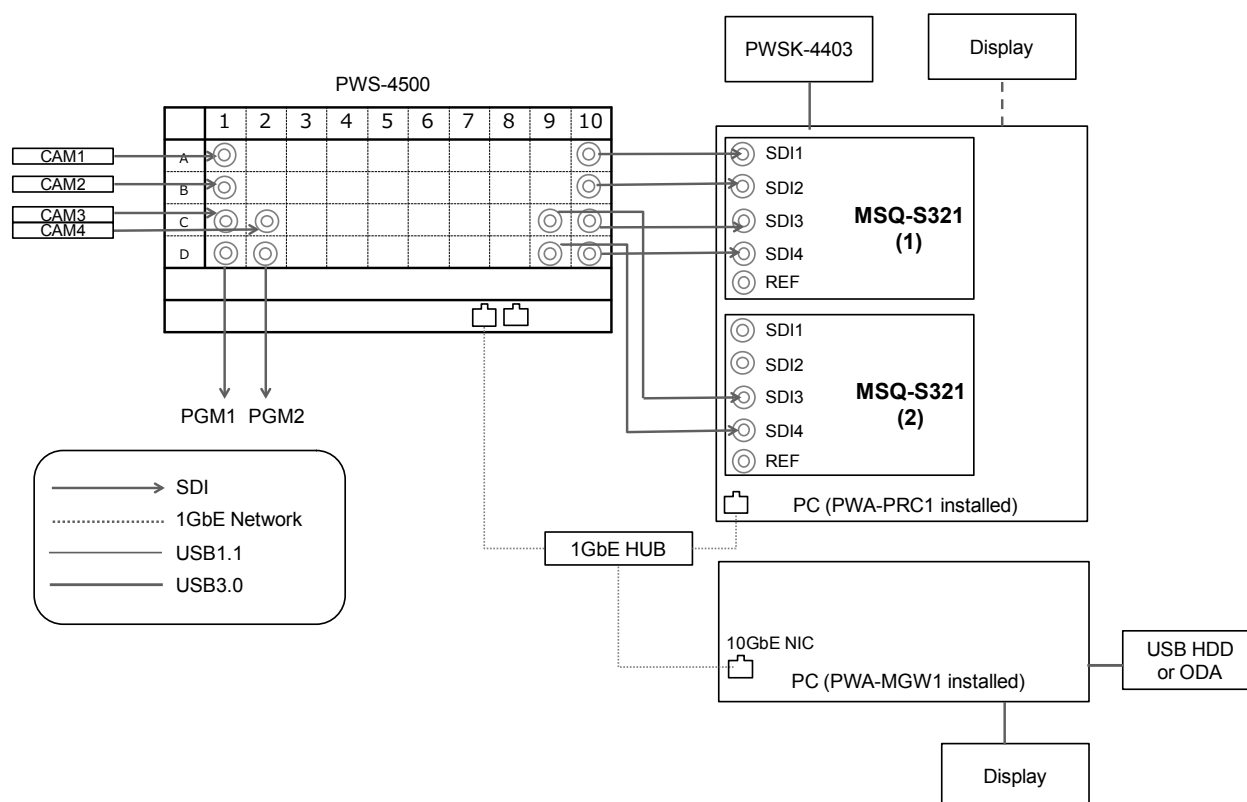 PWSK-4403
Display
PWS-4500
1 2 3 4 5 6 7 8 9 10
CAM1
A
CAM2
B
CAM3
CAM4
C
D
SDI1
SDI2
SDI3
SDI4
REF
MSQ-S321
(1)
SDI1
SDI2
SDI3
SDI4
REF
MSQ-S321
(2)
PC (PWA-PRC1 installed)
PGM1 PGM2
SDI
1GbE Network
USB1.1
USB3.0
1GbE HUB
10GbE NIC
PC (PWA-MGW1 installed)
USB HDD
or ODA
Display